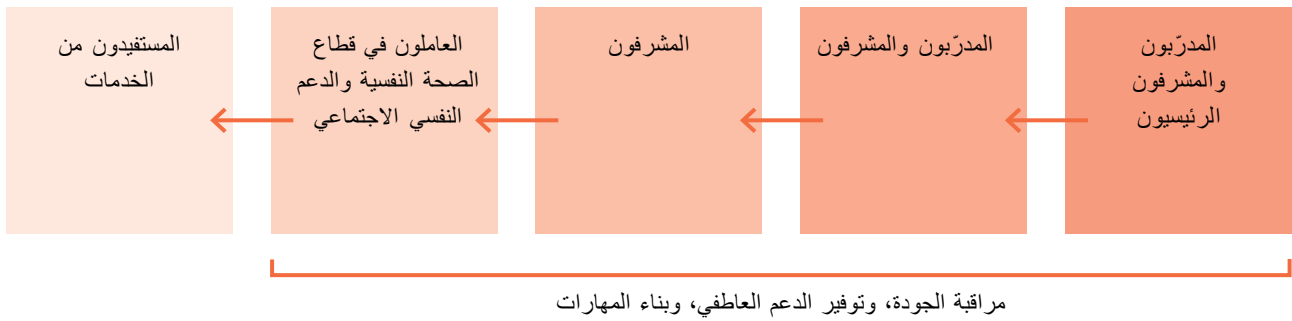 المدرّبون
والمشرفون
الرئيسيون
المدرّبون والمشرفون
المشرفون
العاملون في قطاع
الصحة النفسية والدعم
النفسي الاجتماعي
المستفيدون من
الخدمات
مراقبة الجودة، وتوفير الدعم العاطفي، وبناء المهارات